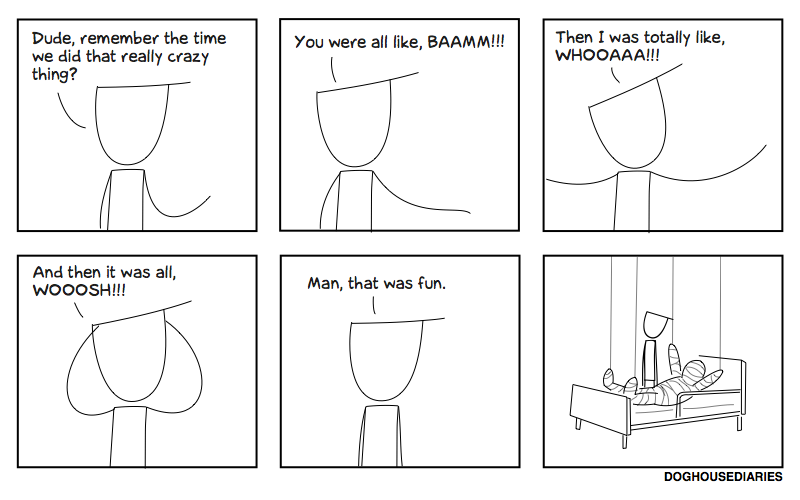 Dude, remember the time
we did that really crazy
thing?
You were all like, BAAMM!!!
Then I was totally like,
WHOOAAA!!!
And then it was all,
WOOOSH!!!
Man, that was fun.
DOGHOUSEDIARIES